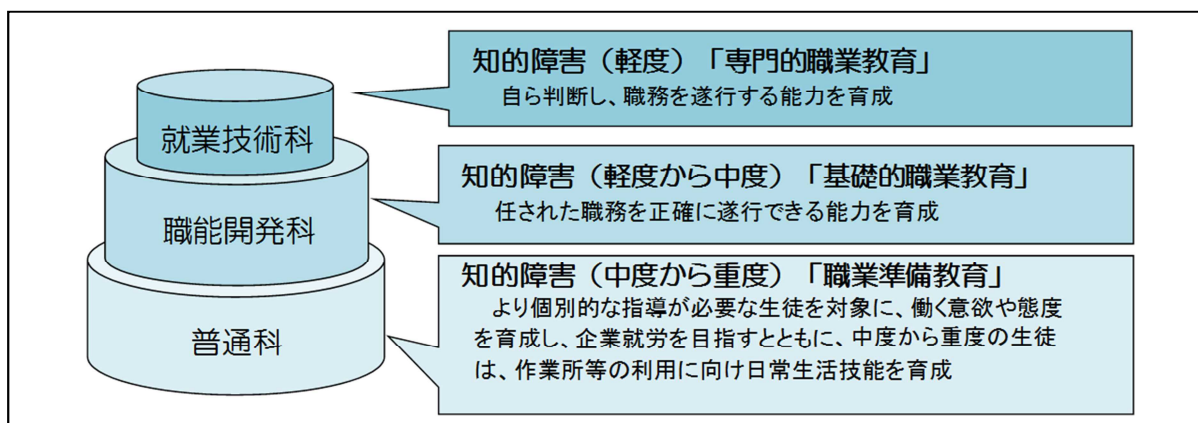 就業技術科
知的障害（軽度）「専門的職業教育」
自ら判断し、職務を遂行する能力を育成
職能開発科
知的障害（軽度から中度）「基礎的職業教育」
任された職務を正確に遂行できる能力を育成
普通科
知的障害（中度から重度）「職業準備教育」
より個別的な指導が必要な生徒を対象に、働く意欲や態度
を育成し、企業就労を目指すとともに、中度から重度の生徒
は、作業所等の利用に向け日常生活技能を育成